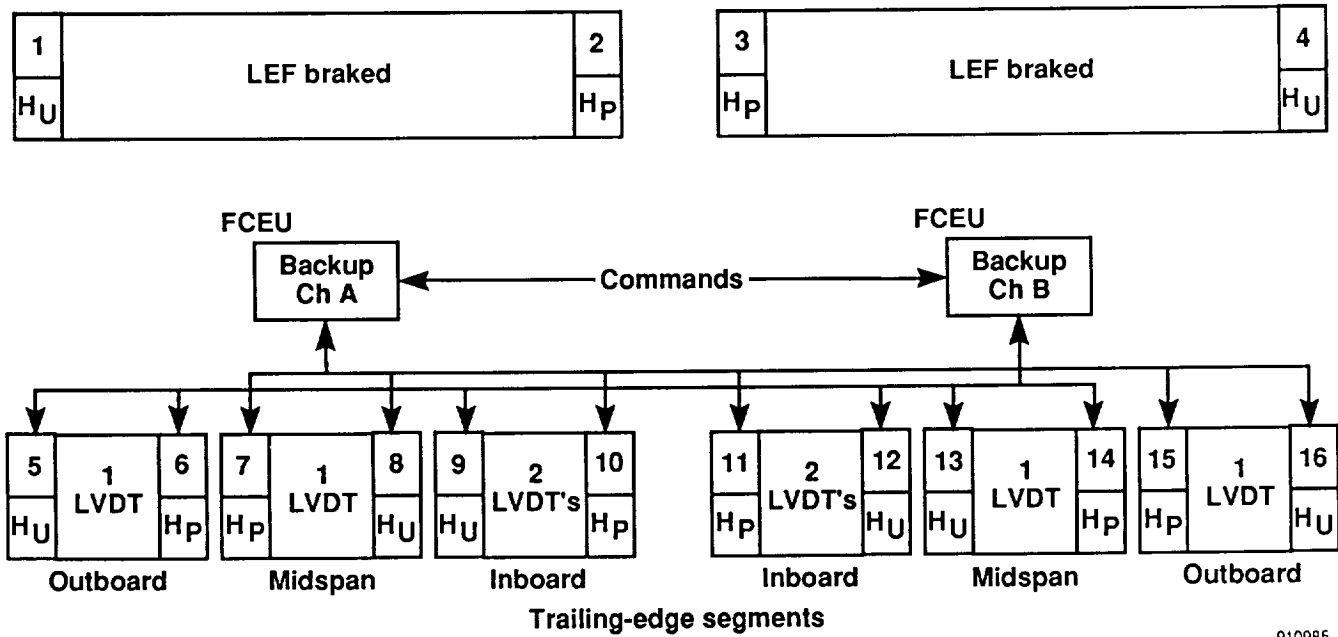 1
LEF braked
2
HU
HP
3
LEF braked
4
HP
HU
FCEU
Backup
Ch A
Commands
FCEU
Backup
Ch B
5
1
LVDT
6
HU
HP
Outboard
7
1
LVDT
8
HP
HU
Midspan
9
2
LVDT's
10
HU
HP
Inboard
11
2
LVDT's
12
HP
HU
Inboard
13
1
LVDT
14
HU
HP
Midspan
15
1
LVDT
16
HP
HU
Outboard
Trailing-edge segments
910985